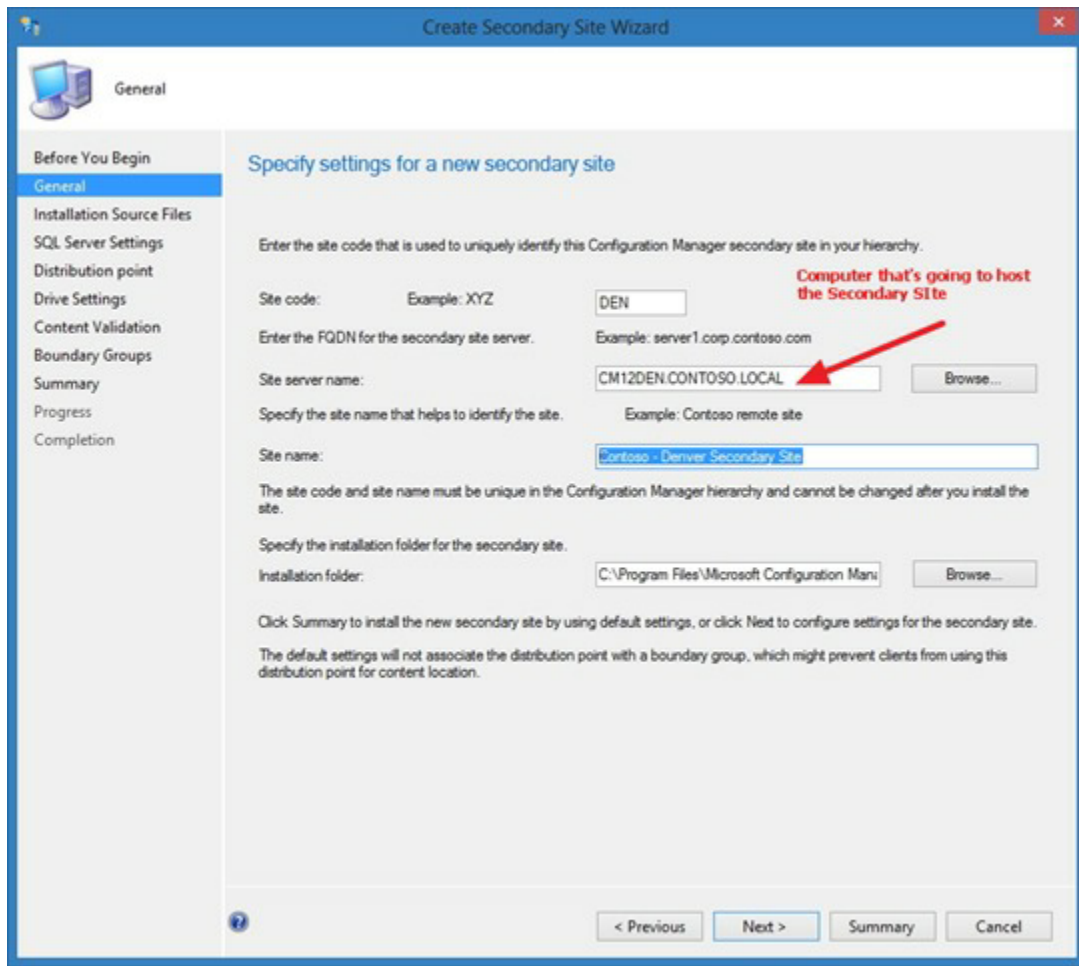 Create Secondary Site Wizard
General
Before You Begin
General
Installation Source Files
SQL Server Settings
Distribution point
Drive Settings
Content Validation
Boundary Groups
Summary
Progress
Completion
Specify settings for a new secondary site
Enter the site code that is used to uniquely identify this Configuration Manager secondary site in your hierarchy.
Computer that's going to host
the Secondary SIte
Site code: Example: XYZ DEN
Enter the FQDN for the secondary site server. Example: server1.corp.contoso.com
Site server name: CM12DEN.CONTOSO.LOCAL Browse...
Specify the site name that helps to identify the site. Example: Contoso remote site
Site name: Contoso - Denver Secondary Site
The site code and site name must be unique in the Configuration Manager hierarchy and cannot be changed after you install the
site.
Specify the installation folder for the secondary site.
Installation folder: C:\Program Files\Microsoft Configuration Mana Browse...
Click Summary to install the new secondary site by using default settings, or click Next to configure settings for the secondary site.
The default settings will not associate the distribution point with a boundary group, which might prevent clients from using this
distribution point for content location.
< Previous Next > Summary Cancel